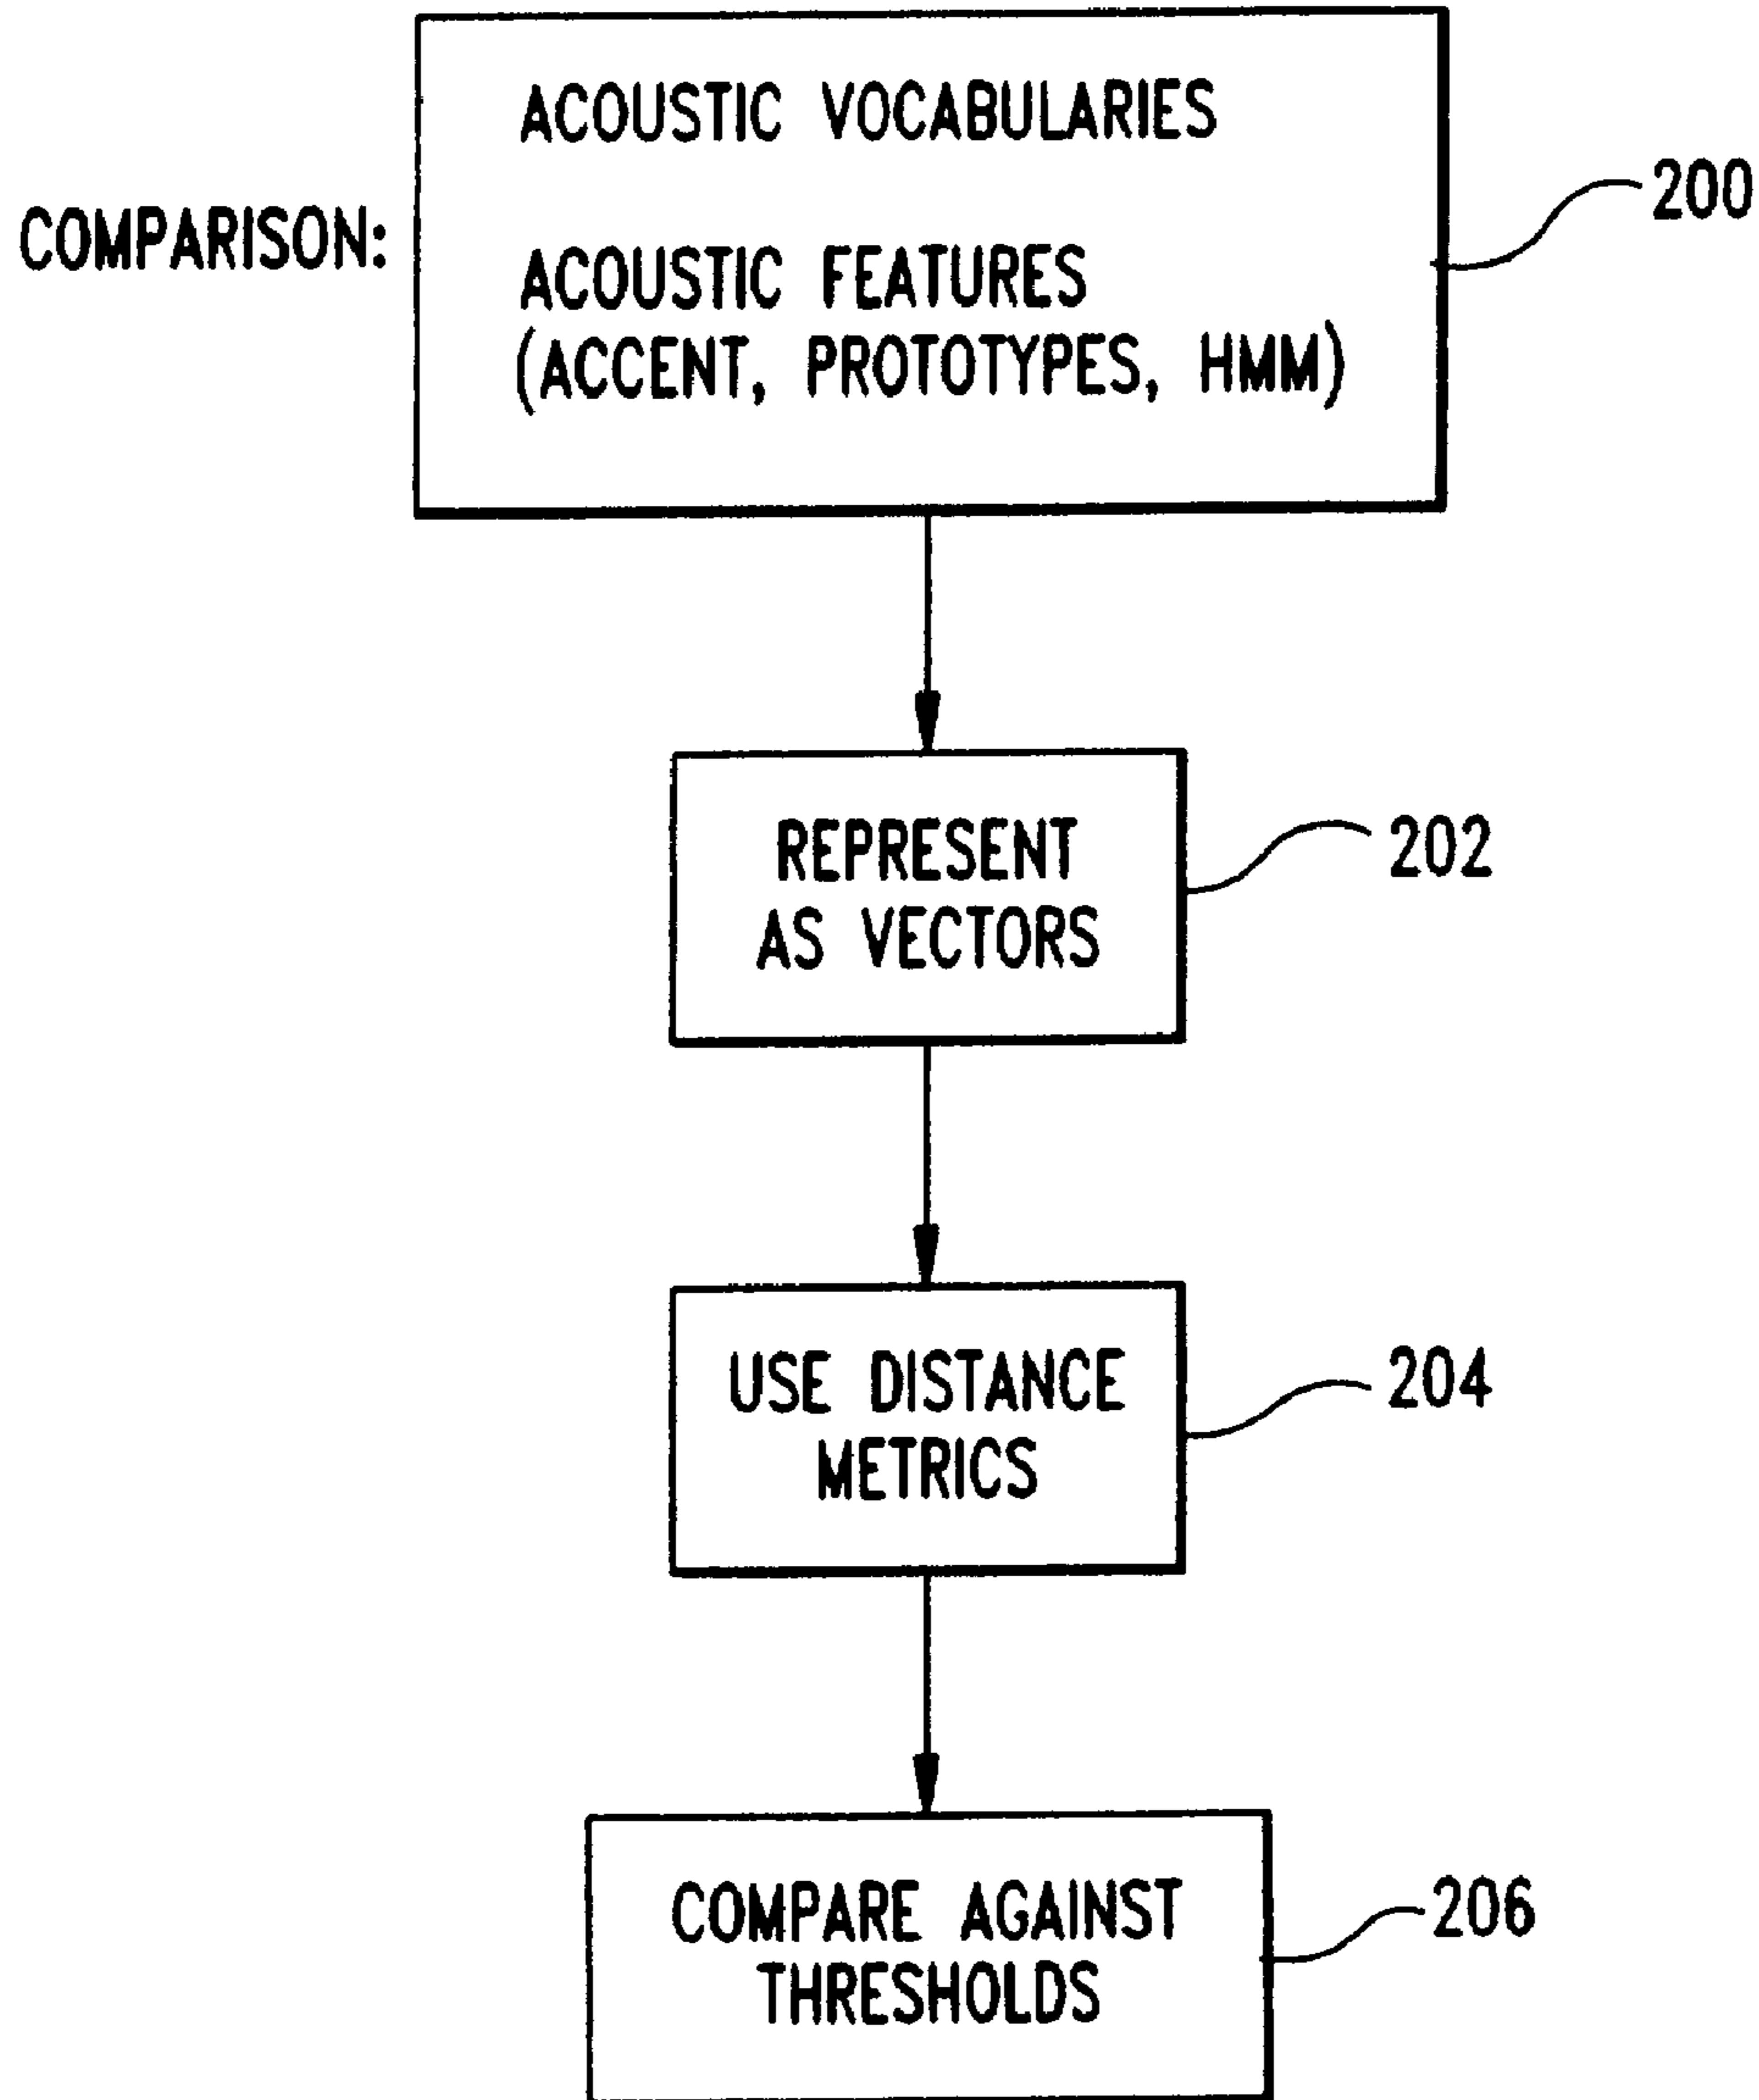 ACOUSTIC VOCABULARIES
200
COMPARISON:
ACOUSTIC FEATURES
(ACCENT, PROTOTYPES, HMM)
REPRESENT
202
AS VECTORS
USE DISTANCE
204
METRICS
COMPARE AGAINST
206
THRESHOLDS